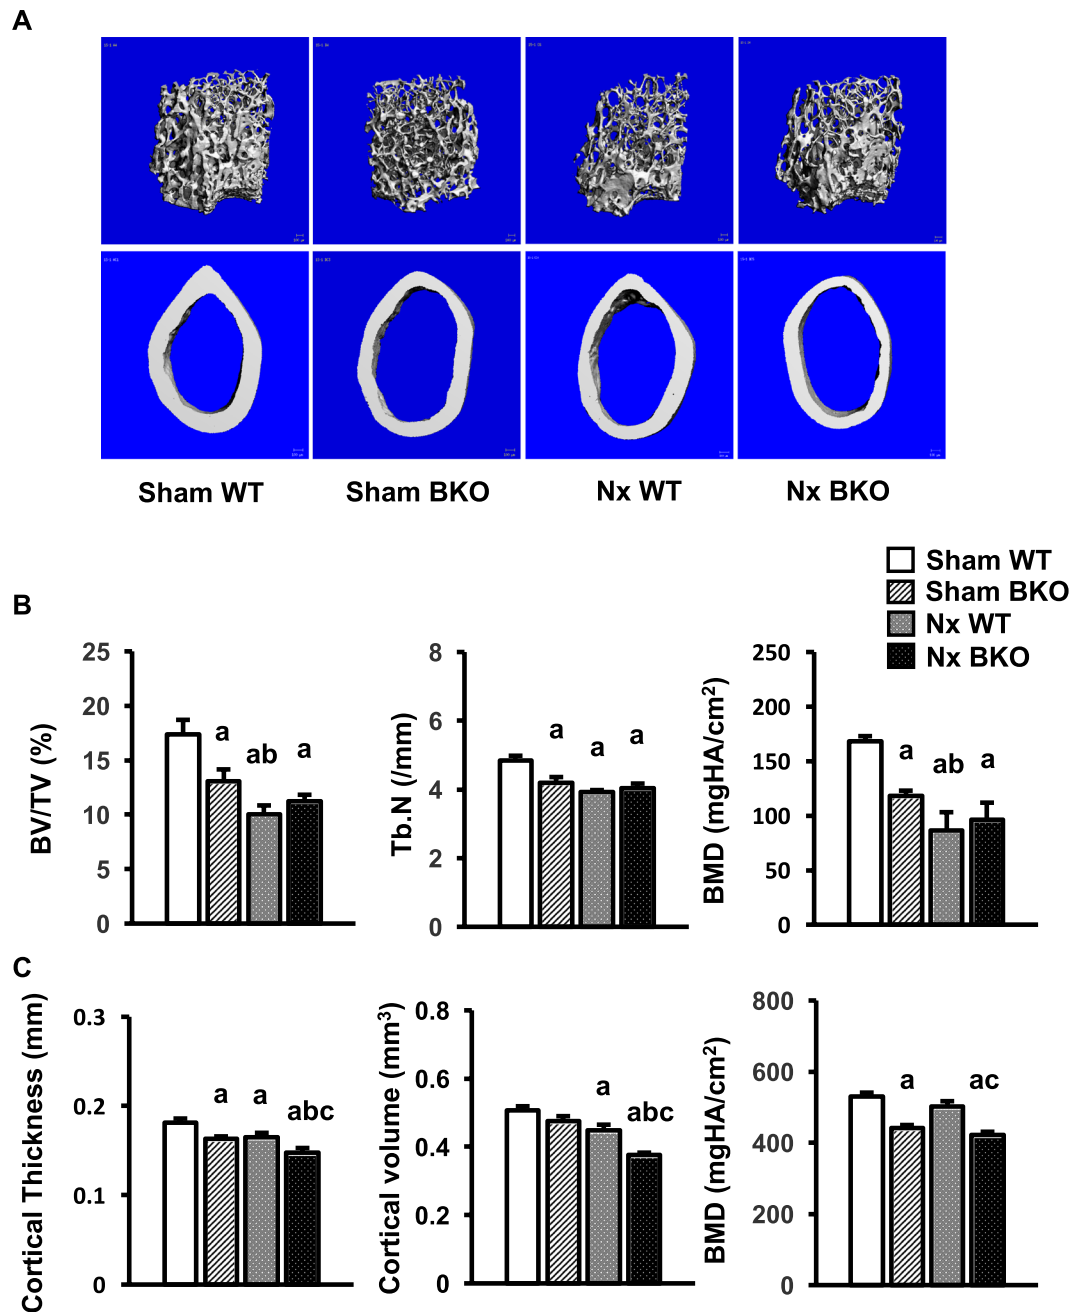 A
Sham WT
Sham BKO
Nx WT
Nx BKO
Sham WT
Sham BKO
Nx WT
Nx BKO
B
BV/TV (%)
25
20
15
10
5
0
a
ab
a
Tb.N (/mm)
8
6
4
2
0
a
a
a
BMD (mgHA/cm²)
250
200
150
100
50
0
a
ab
a
C
Cortical Thickness (mm)
0.3
0.2
0.1
0
a
a
abc
Cortical volume (mm³)
0.8
0.6
0.4
0.2
0
a
abc
BMD (mgHA/cm²)
800
600
400
200
0
a
ac